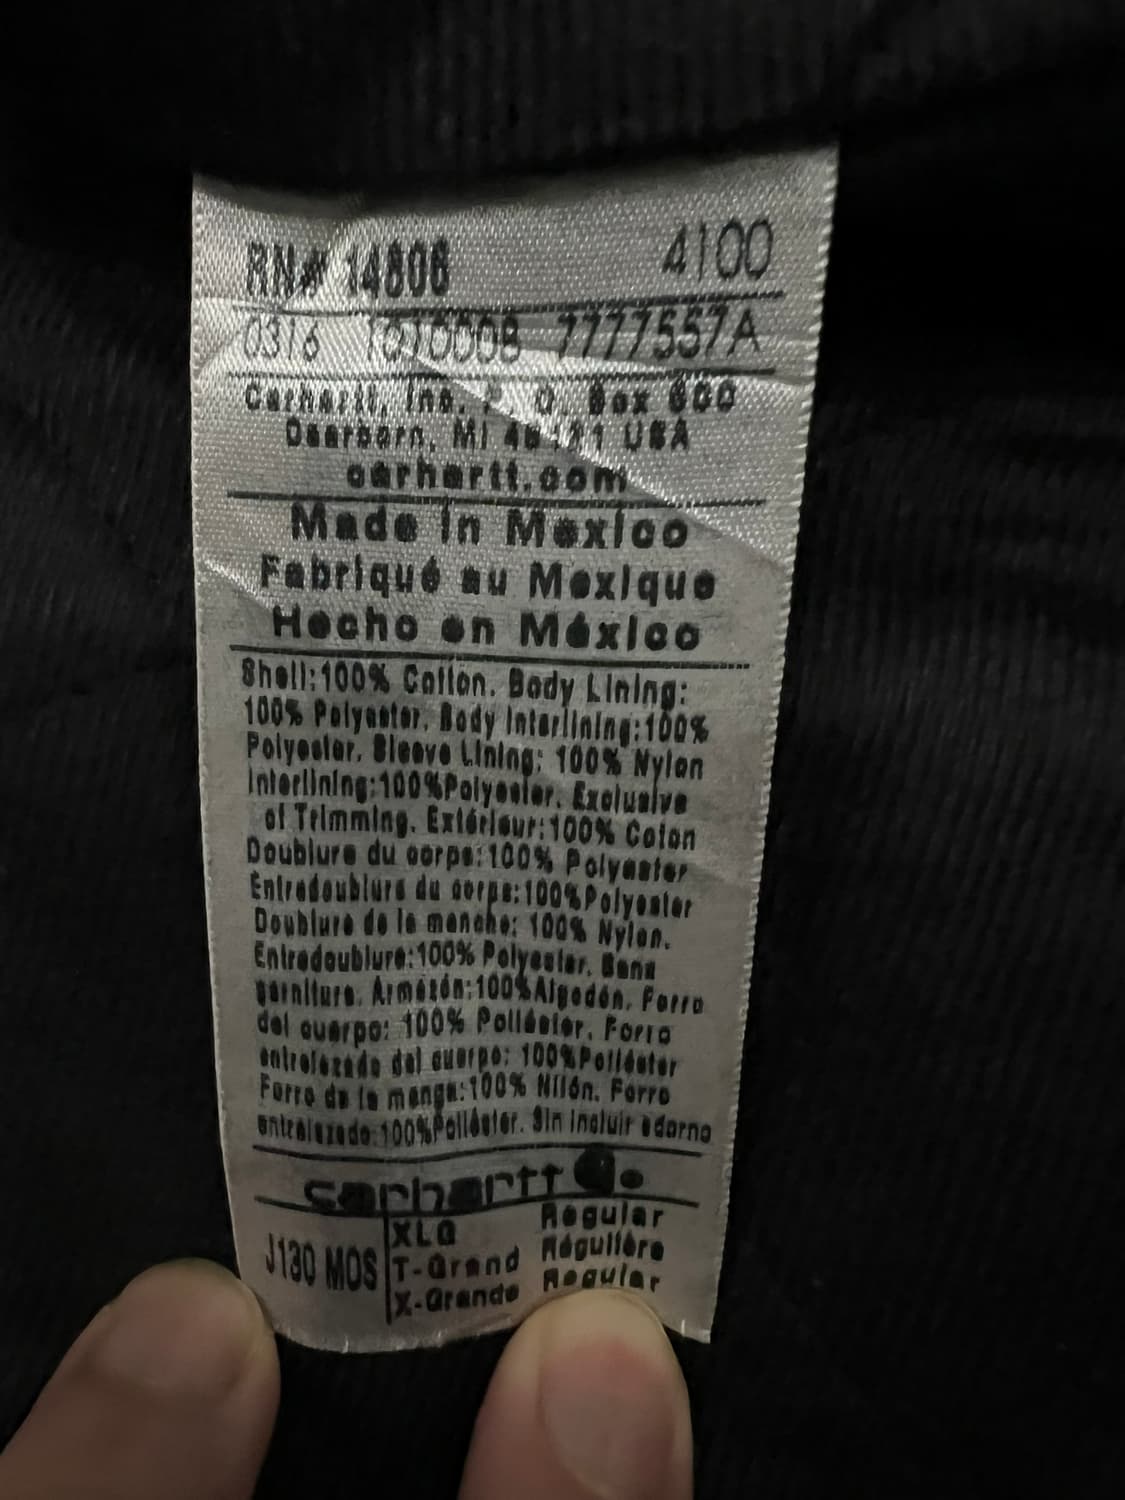 RN# 14806 4100
0316 1010008 7777557A
Carhartt, Inc. P. O. Box 600
Dearborn, MI 48121 USA
carhartt.com
Made in Mexico
Fabriqué au Mexique
Hecho en México
Shell:100% Cotton. Body Lining:
100% Polyester. Body Interlining:100%
Polyester. Sleeve Lining: 100% Nylon
Interlining:100%Polyester. Exclusive
of Trimming. Extérieur:100% Coton
Doublure du corps:100% Polyester
Entredoublure du corps:100%Polyester
Doublure de la manche: 100% Nylon.
Entredoublure:100% Polyester. Sans
garniture. Armazón:100%Algodón. Forro
del cuerpo: 100% Poliéster. Forro
entrelazado del cuerpo: 100%Poliéster
Forro de la manga:100% Nilón. Forro
entrelazado:100%Poliéster. Sin incluir adorno
carhartt
J130 MOS XLG Regular
T-Grand Régulière
X-Grande Regular